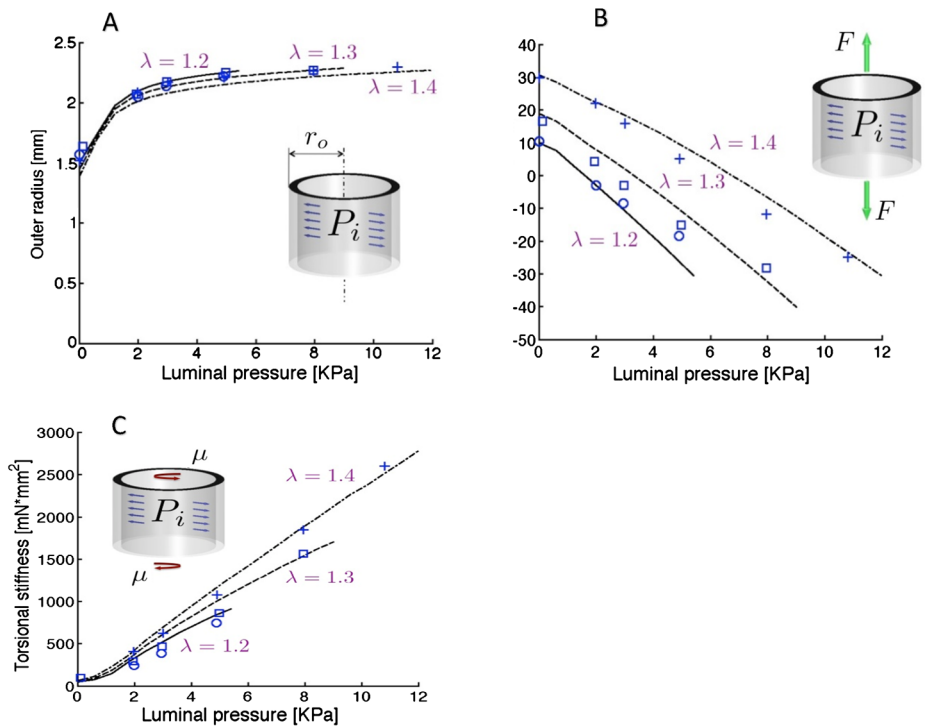 A
2.5
2
1.5
1
0.5
0
Outer radius [mm]
λ = 1.2
λ = 1.3
λ = 1.4
r_o
P_i
0 2 4 6 8 10 12
Luminal pressure [KPa]
B
40
30
20
10
0
-10
-20
-30
-40
-50
F
P_i
F
λ = 1.4
λ = 1.3
λ = 1.2
0 2 4 6 8 10 12
Luminal pressure [KPa]
C
3000
2500
2000
1500
1000
500
0
Torsional stiffness [mN*mm²]
μ
P_i
μ
λ = 1.4
λ = 1.3
λ = 1.2
0 2 4 6 8 10 12
Luminal pressure [KPa]